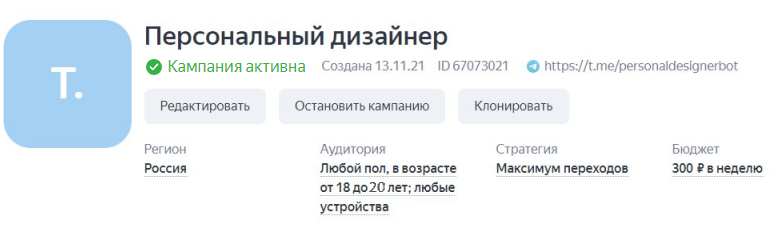 T.
Персональный дизайнер
Кампания активна Создана 13.11.21 ID 67073021 https://t.me/personaldesignerbot
Редактировать Остановить кампанию Клонировать
Регион Аудитория Стратегия Бюджет
Россия Любой пол, в возрасте Максимум переходов 300 ₽ в неделю
от 18 до 20 лет; любые
устройства